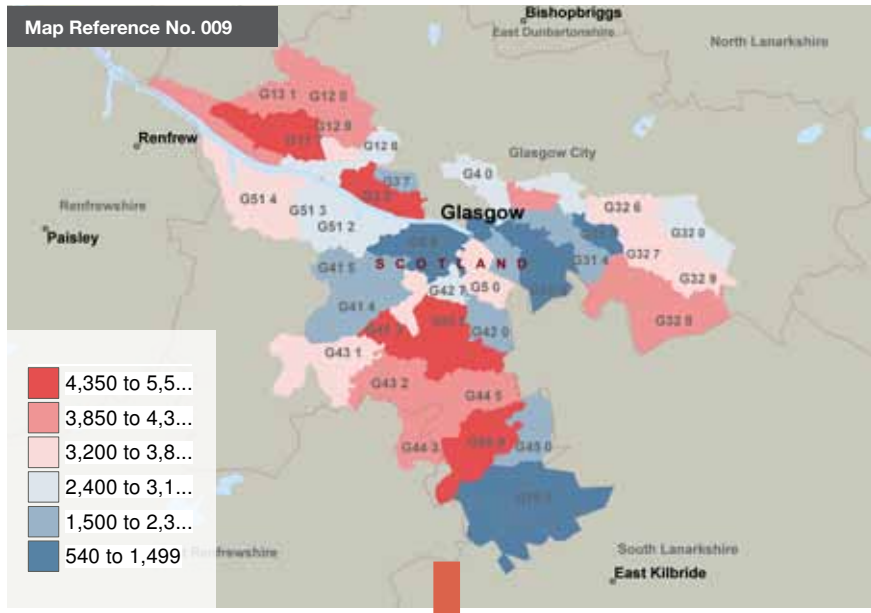 Map Reference No. 009
Bishopbriggs
East Dunbartonshire
North Lanarkshire
G13 1
G12 0
G12 9
Renfrew
G12 8
Glasgow City
G3 7
G4 0
Renfrewshire
G51 4
G51 3
G32 6
Glasgow
G51 2
G32 0
Paisley
G32 7
G31 4
SCOTLAND
G41 5
G32 9
G42 7
G5 0
G41 4
G32 8
G42 0
G43 1
4,350 to 5,5...
G43 2
3,850 to 4,3...
G44 5
3,200 to 3,8...
G44 3
G45 0
2,400 to 3,1...
1,500 to 2,3...
540 to 1,499
Renfrewshire
South Lanarkshire
East Kilbride